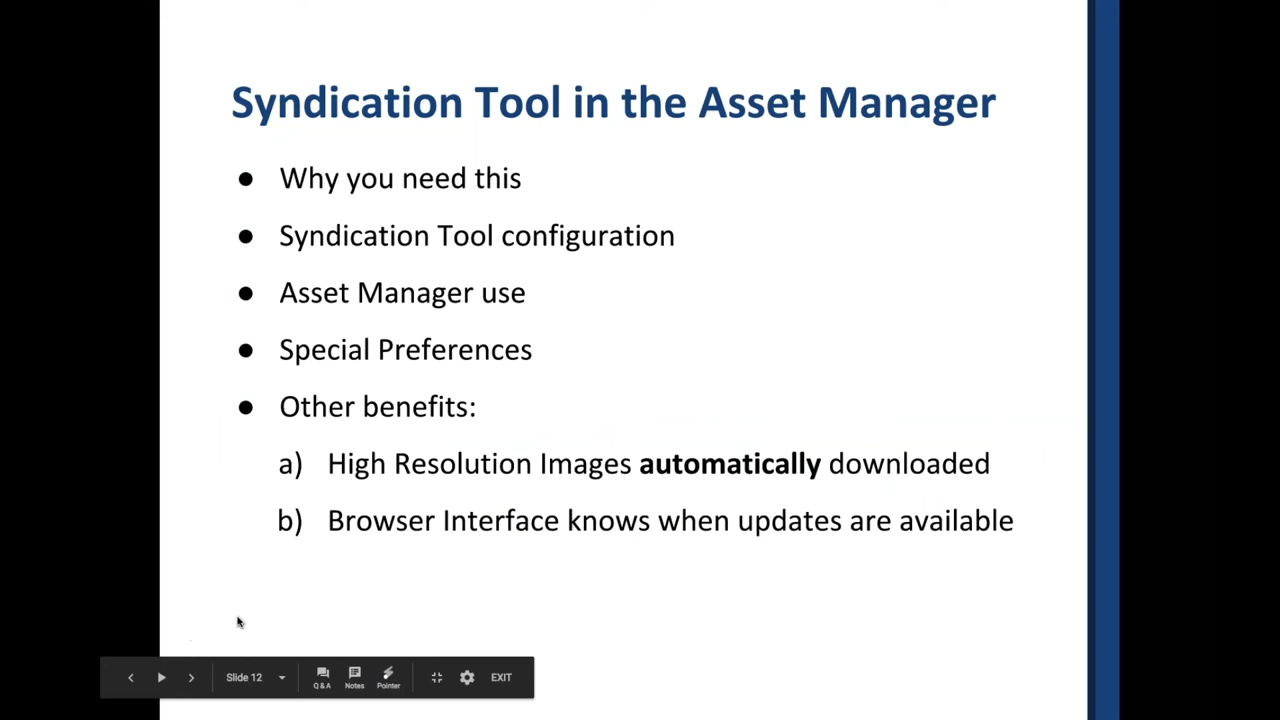 Syndication Tool in the Asset Manager
● Why you need this
● Syndication Tool configuration
● Asset Manager use
● Special Preferences
● Other benefits:
a) High Resolution Images automatically downloaded
b) Browser Interface knows when updates are available
Slide 12
Q & A
Notes
Pointer
EXIT